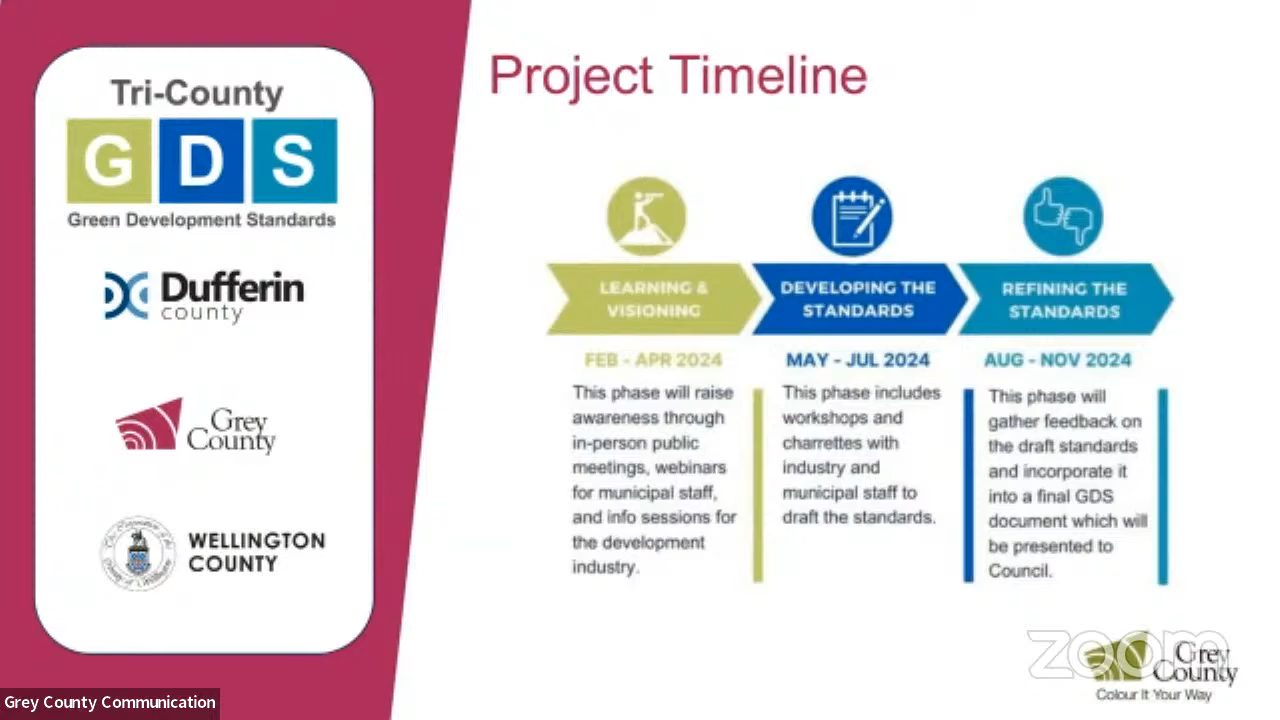 Tri-County
G D S
Green Development Standards
Dufferin
county
Grey
County
WELLINGTON
COUNTY
Project Timeline
LEARNING &
VISIONING
FEB - APR 2024
This phase will raise
awareness through
in-person public
meetings, webinars
for municipal staff,
and info sessions for
the development
industry.
DEVELOPING THE
STANDARDS
MAY - JUL 2024
This phase includes
workshops and
charrettes with
industry and
municipal staff to
draft the standards.
REFINING THE
STANDARDS
AUG - NOV 2024
This phase will
gather feedback on
the draft standards
and incorporate it
into a final GDS
document which will
be presented to
Council.
zoom
Grey
County
Colour It Your Way
Grey County Communication